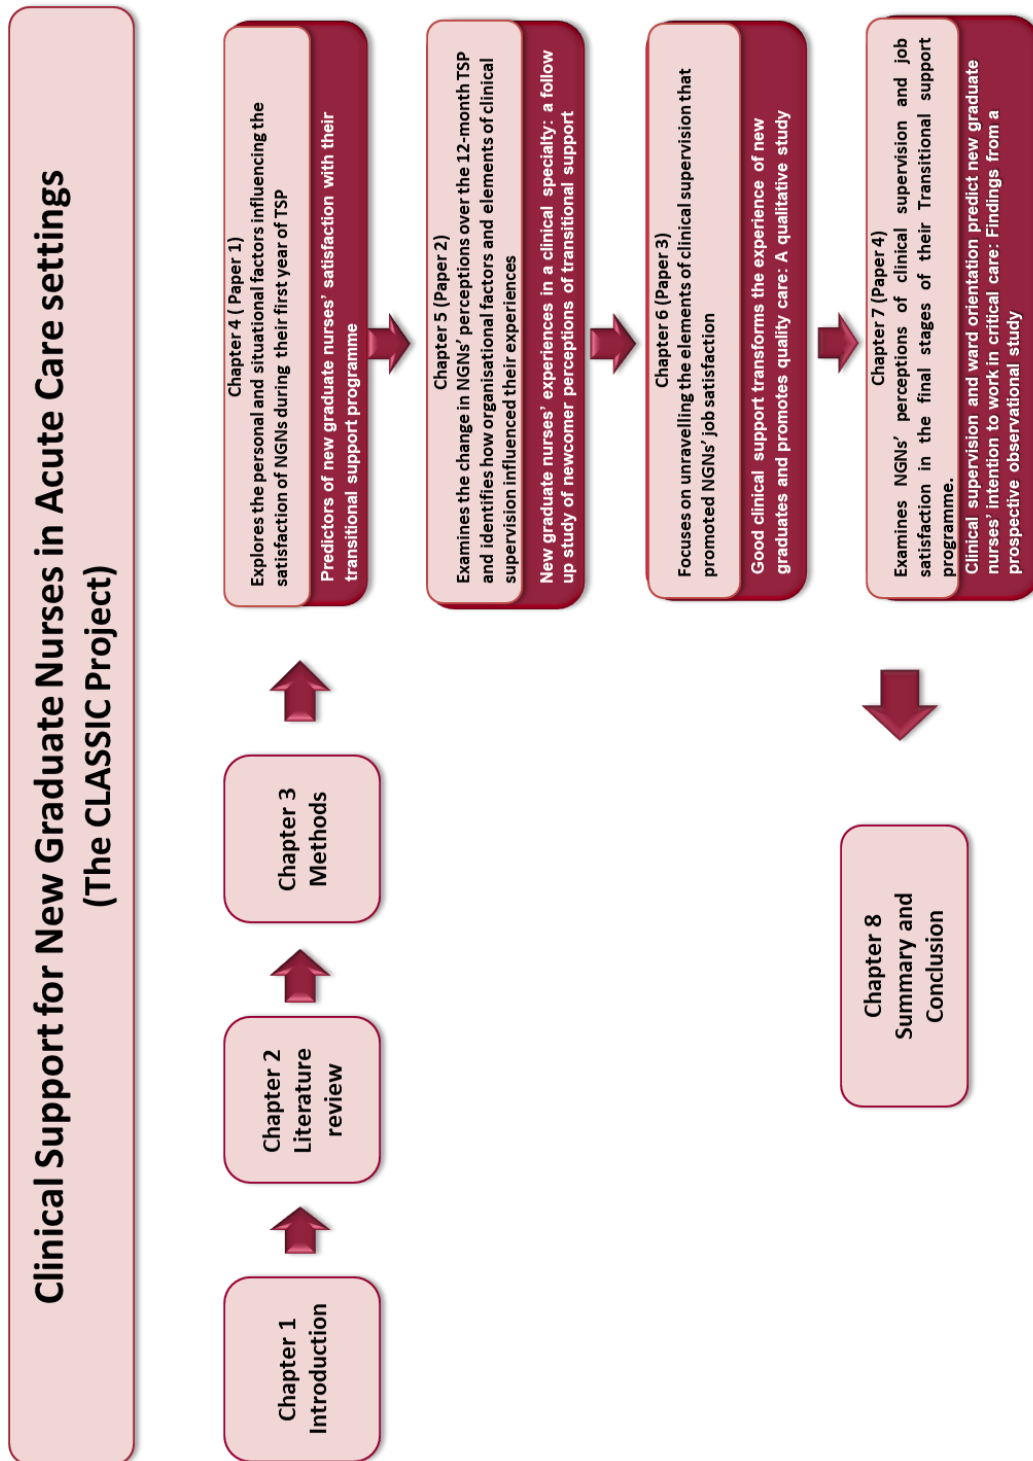 Clinical Support for New Graduate Nurses in Acute Care settings
(The CLASSIC Project)
Chapter 1
Introduction
Chapter 2
Literature
review
Chapter 3
Methods
Chapter 4 ( Paper 1)
Explores the personal and situational factors influencing the
satisfaction of NGNs during their first year of TSP
Predictors of new graduate nurses’ satisfaction with their
transitional support programme
Chapter 5 (Paper 2)
Examines the change in NGNs’ perceptions over the 12-month TSP
and identifies how organisational factors and elements of clinical
supervision influenced their experiences
New graduate nurses’ experiences in a clinical specialty: a follow
up study of newcomer perceptions of transitional support
Chapter 6 (Paper 3)
Focuses on unravelling the elements of clinical supervision that
promoted NGNs’ job satisfaction
Good clinical support transforms the experience of new
graduates and promotes quality care: A qualitative study
Chapter 7 (Paper 4)
Examines NGNs’ perceptions of clinical supervision and job
satisfaction in the final stages of their Transitional support
programme.
Clinical supervision and ward orientation predict new graduate
nurses’ intention to work in critical care: Findings from a
prospective observational study
Chapter 8
Summary and
Conclusion